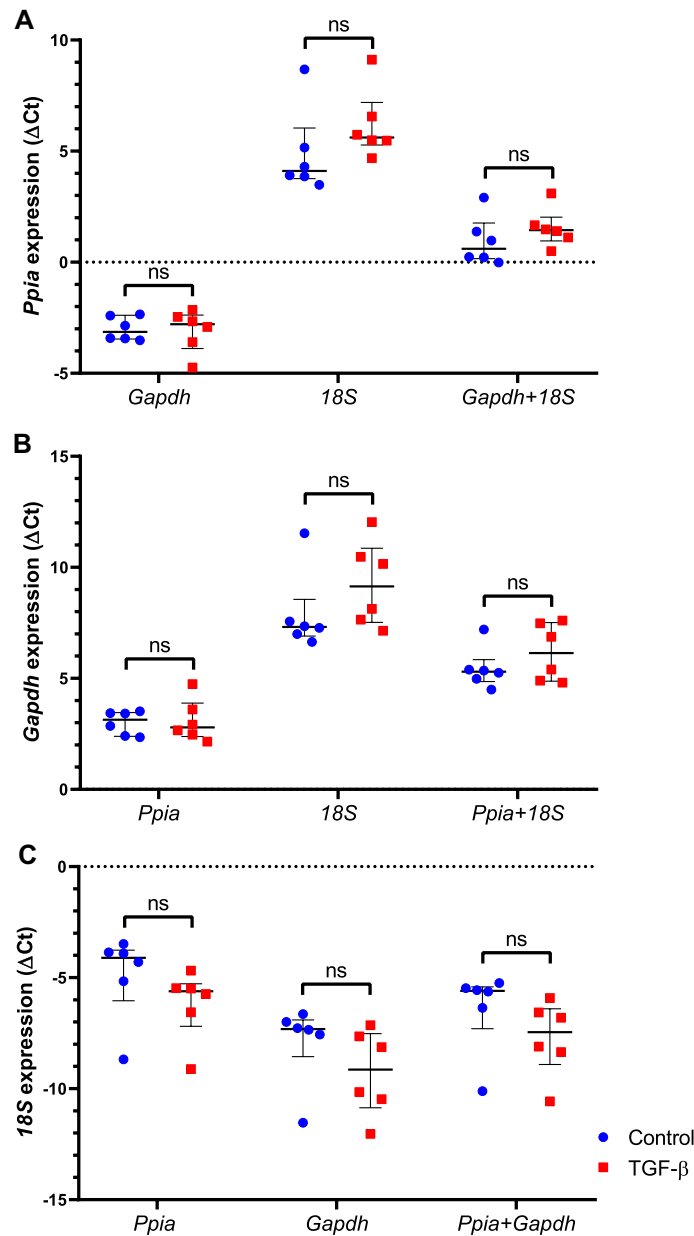 A
Ppia expression (ΔCt)
10
5
0
-5
ns
ns
ns
Gapdh
18S
Gapdh+18S
B
Gapdh expression (ΔCt)
15
10
5
0
ns
ns
ns
Ppia
18S
Ppia+18S
C
18S expression (ΔCt)
0
-5
-10
-15
ns
ns
ns
Ppia
Gapdh
Ppia+Gapdh
Control
TGF-β